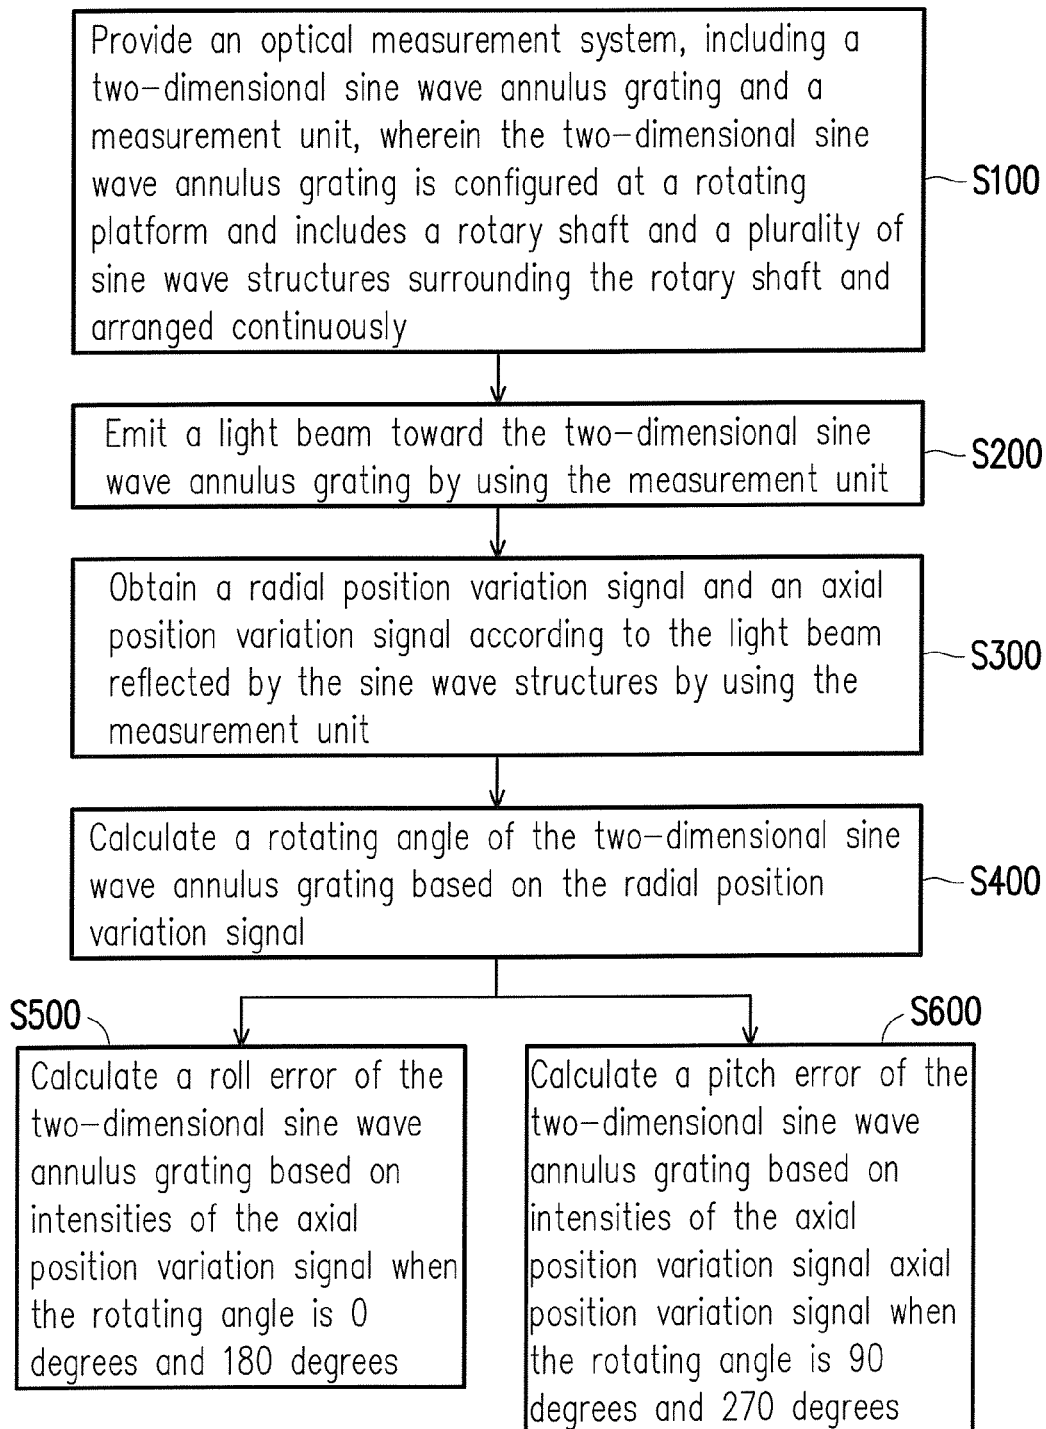 Provide an optical measurement system, including a
two-dimensional sine wave annulus grating and a
measurement unit, wherein the two-dimensional sine
wave annulus grating is configured at a rotating
platform and includes a rotary shaft and a plurality of
sine wave structures surrounding the rotary shaft and
arranged continuously
S100
Emit a light beam toward the two-dimensional sine
wave annulus grating by using the measurement unit
S200
Obtain a radial position variation signal and an axial
position variation signal according to the light beam
reflected by the sine wave structures by using the
measurement unit
S300
Calculate a rotating angle of the two-dimensional sine
wave annulus grating based on the radial position
variation signal
S400
S500
Calculate a roll error of the
two-dimensional sine wave
annulus grating based on
intensities of the axial
position variation signal when
the rotating angle is 0
degrees and 180 degrees
S600
Calculate a pitch error of the
two-dimensional sine wave
annulus grating based on
intensities of the axial
position variation signal axial
position variation signal when
the rotating angle is 90
degrees and 270 degrees